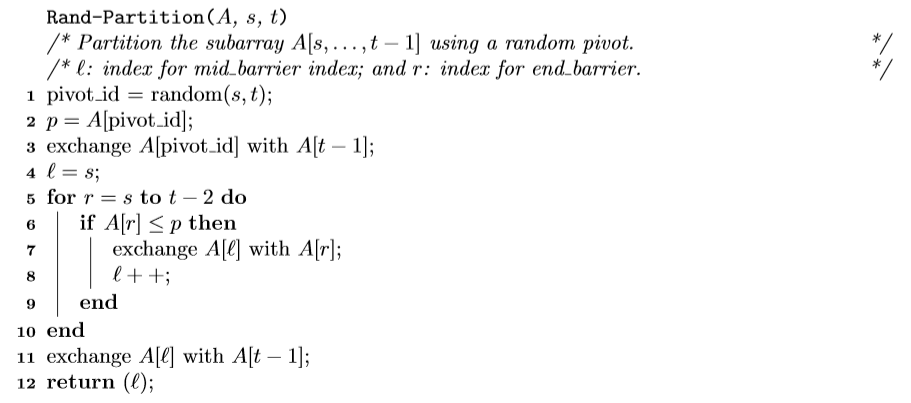 Rand-Partition(A, s, t)
/* Partition the subarray A[s, . . . , t − 1] using a random pivot. */
/* ℓ: index for mid_barrier index; and r: index for end_barrier. */
1 pivot_id = random(s, t);
2 p = A[pivot_id];
3 exchange A[pivot_id] with A[t − 1];
4 ℓ = s;
5 for r = s to t − 2 do
6 if A[r] ≤ p then
7 exchange A[ℓ] with A[r];
8 ℓ + +;
9 end
10 end
11 exchange A[ℓ] with A[t − 1];
12 return (ℓ);